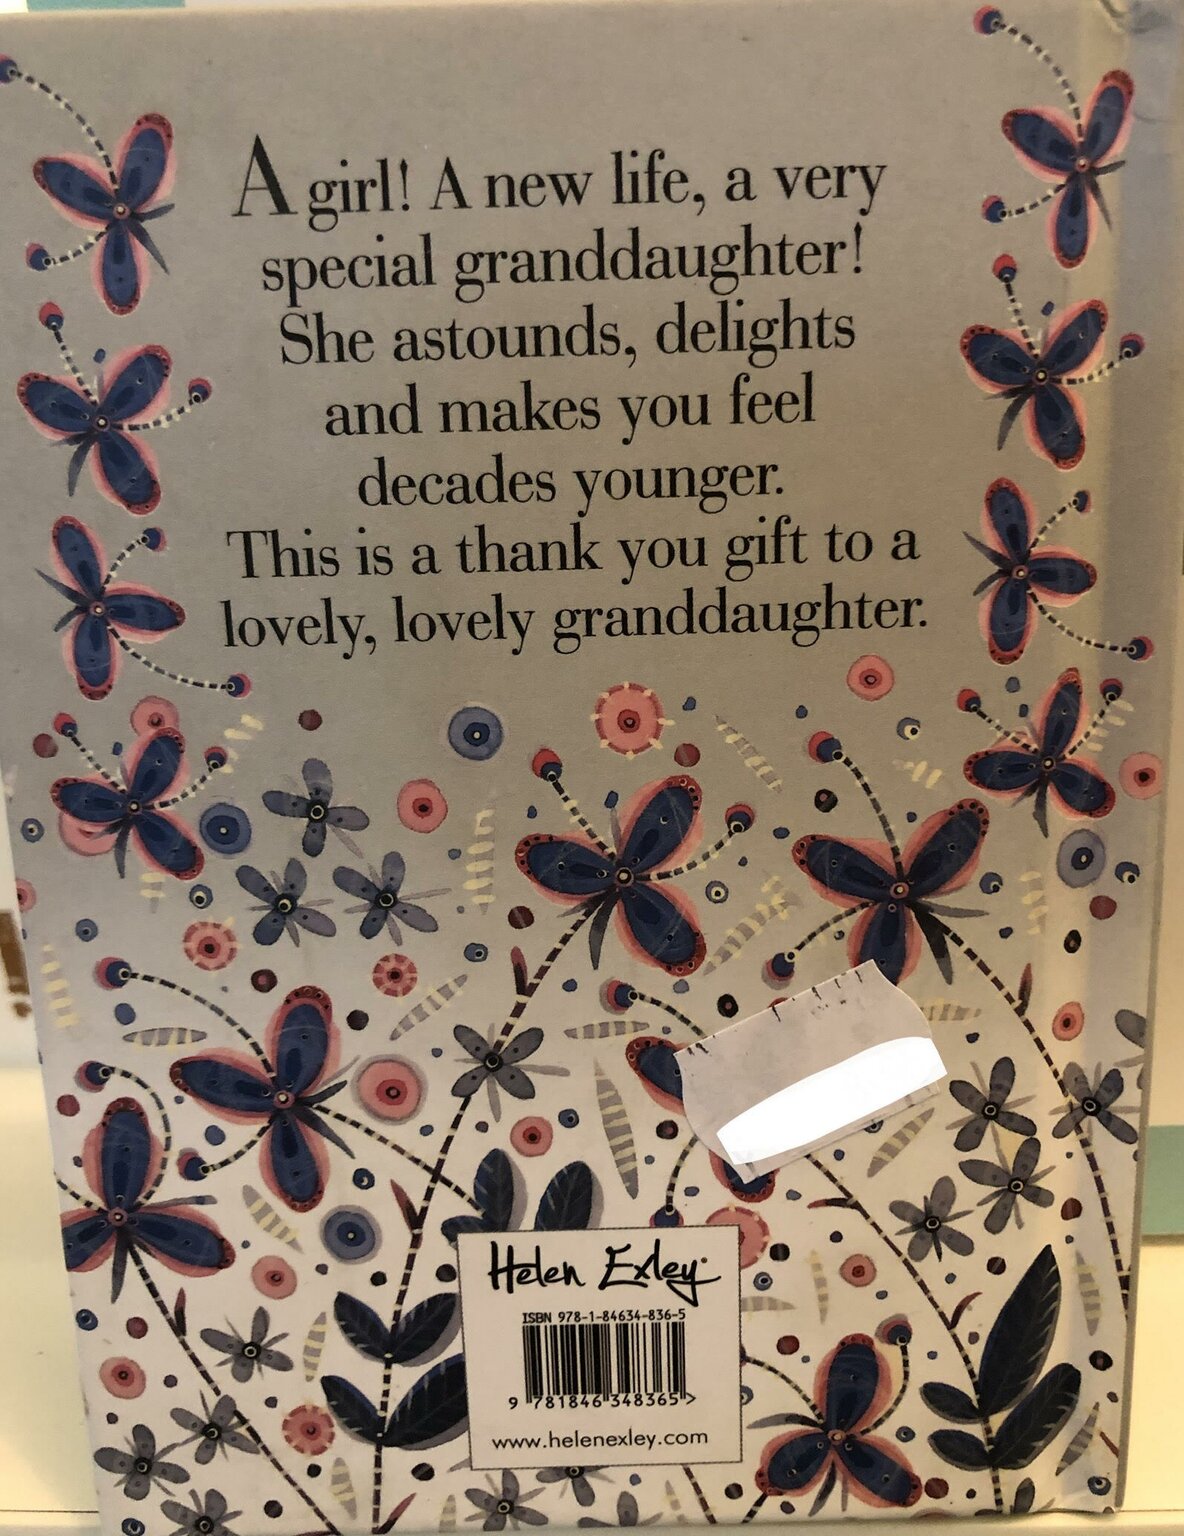 A girl! A new life, a very
special granddaughter!
She astounds, delights
and makes you feel
decades younger.
This is a thank you gift to a
lovely, lovely granddaughter.
Helen Exley
ISBN 978-1-84634-836-5
9 781846 348365 >
www.helenexley.com